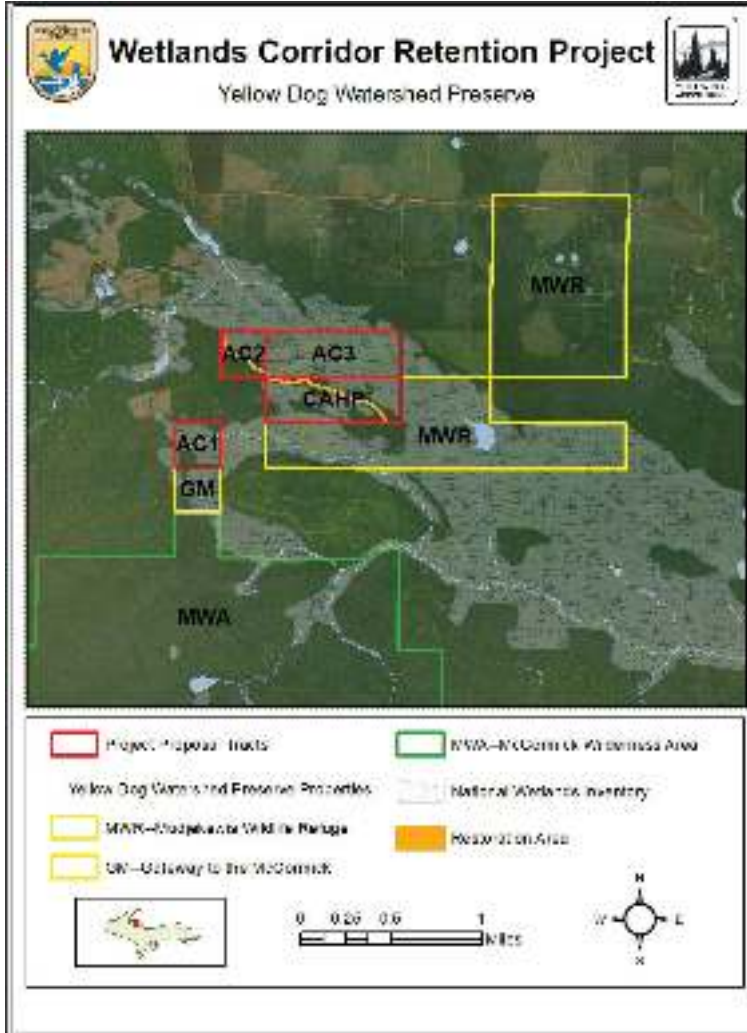 Wetlands Corridor Retention Project
Yellow Dog Watershed Preserve
MWR
AC2
AC3
CAHP
MWR
AC1
GM
MWA
Project Proposal Tracts
MWA--McCormick Wilderness Area
Yellow Dog Watershed Preserve Properties
National Wetlands Inventory
MWR--Mudjekawis Wildlife Refuge
Restoration Area
GM--Gateway to the McCormick
0 0.25 0.5 1
Miles
N
W E
S